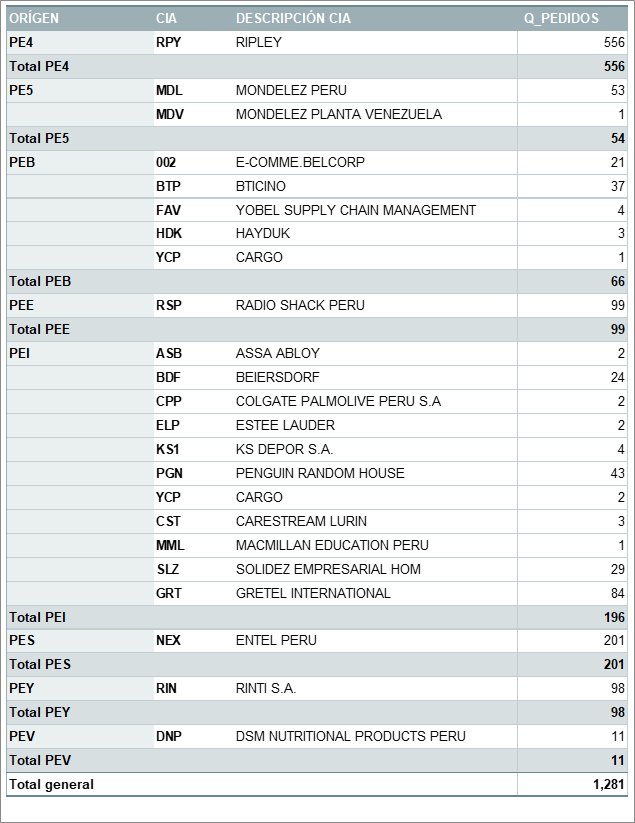 ORÍGEN CIA DESCRIPCIÓN CIA Q_PEDIDOS
PE4 RPY RIPLEY 556
Total PE4 556
PE5 MDL MONDELEZ PERU 53
MDV MONDELEZ PLANTA VENEZUELA 1
Total PE5 54
PEB 002 E-COMME.BELCORP 21
BTP BTICINO 37
FAV YOBEL SUPPLY CHAIN MANAGEMENT 4
HDK HAYDUK 3
YCP CARGO 1
Total PEB 66
PEE RSP RADIO SHACK PERU 99
Total PEE 99
PEI ASB ASSA ABLOY 2
BDF BEIERSDORF 24
CPP COLGATE PALMOLIVE PERU S.A 2
ELP ESTEE LAUDER 2
KS1 KS DEPOR S.A. 4
PGN PENGUIN RANDOM HOUSE 43
YCP CARGO 2
CST CARESTREAM LURIN 3
MML MACMILLAN EDUCATION PERU 1
SLZ SOLIDEZ EMPRESARIAL HOM 29
GRT GRETEL INTERNATIONAL 84
Total PEI 196
PES NEX ENTEL PERU 201
Total PES 201
PEY RIN RINTI S.A. 98
Total PEY 98
PEV DNP DSM NUTRITIONAL PRODUCTS PERU 11
Total PEV 11
Total general 1,281